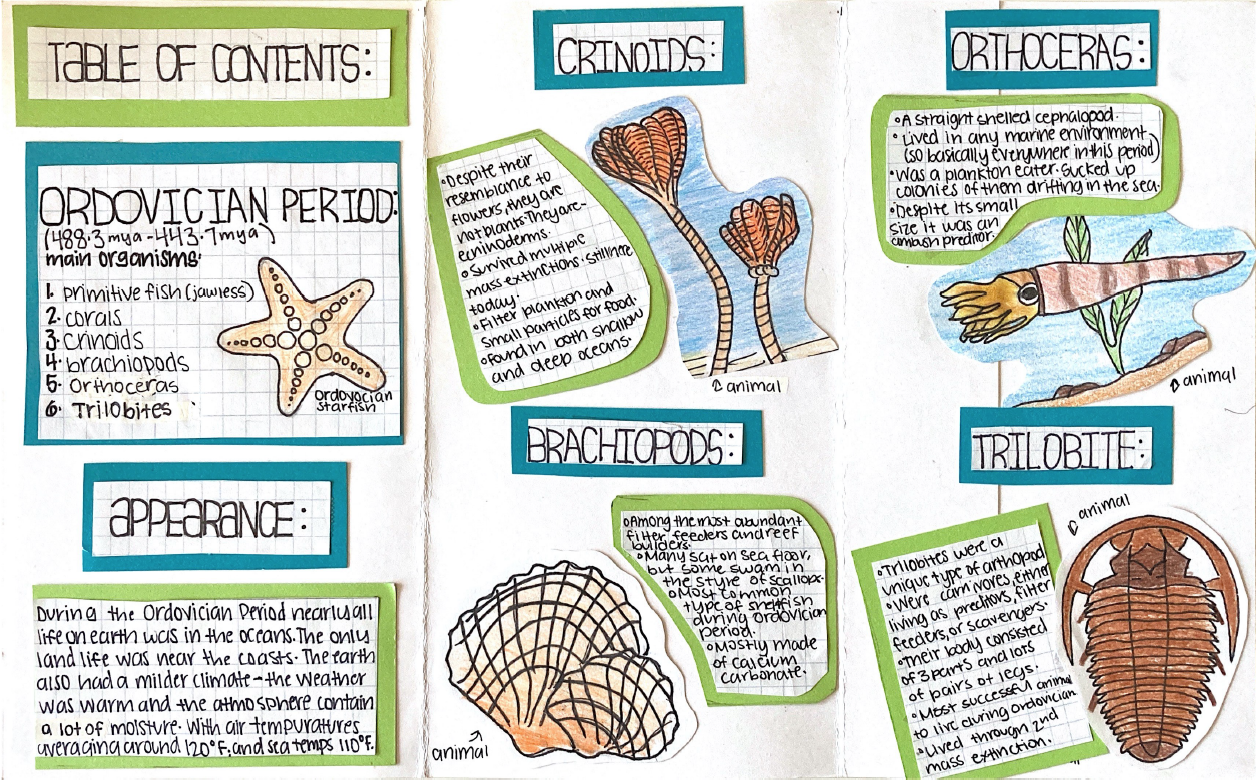 TABLE OF CONTENTS:
ORDOVICIAN PERIOD:
(488.3 mya - 443.7 mya)
main organisms:
1. primitive fish (jawless)
2. corals
3. crinoids
4. brachiopods
5. Orthoceras
6. Trilobites
ordovocian
starfish
APPEARANCE:
During the Ordovician Period nearly all
life on earth was in the oceans. The only
land life was near the coasts. The earth
also had a milder climate - the weather
was warm and the atmosphere contain
a lot of moisture. With air tempuratures
averaging around 120°F, and sea temps 110°F.
CRINOIDS:
• Despite their
resemblance to
flowers, they are
not plants. They are-
echinoderms.
• Survived multiple
mass extinctions. still here
today.
• Filter plankton and
small particles for food.
• found in both shallow
and deep oceans.
animal
BRACHIOPODS:
• Among the most abundant
filter feeders and reef
builders.
• Many sat on sea floor,
but some swam in
the style of scallops.
• Most common
type of shellfish
during ordovician
period.
• Mostly made
of calcium
carbonate.
animal
ORTHOCERAS:
• A straight shelled cephalopod.
• Lived in any marine environment
(so basically everywhere in this period)
• Was a plankton eater. Sucked up
colonies of them drifting in the sea.
• Despite its small
size it was an
ambush preditor.
animal
TRILOBITE:
animal
• Trilobites were a
unique type of arthopod.
• Were carnivores either
living as preditors, filter
feeders, or scavengers.
• Their body consisted
of 3 parts and lots
of pairs of legs.
• Most successful animal
to live during ordovician
• Lived through 2nd
mass extinction.